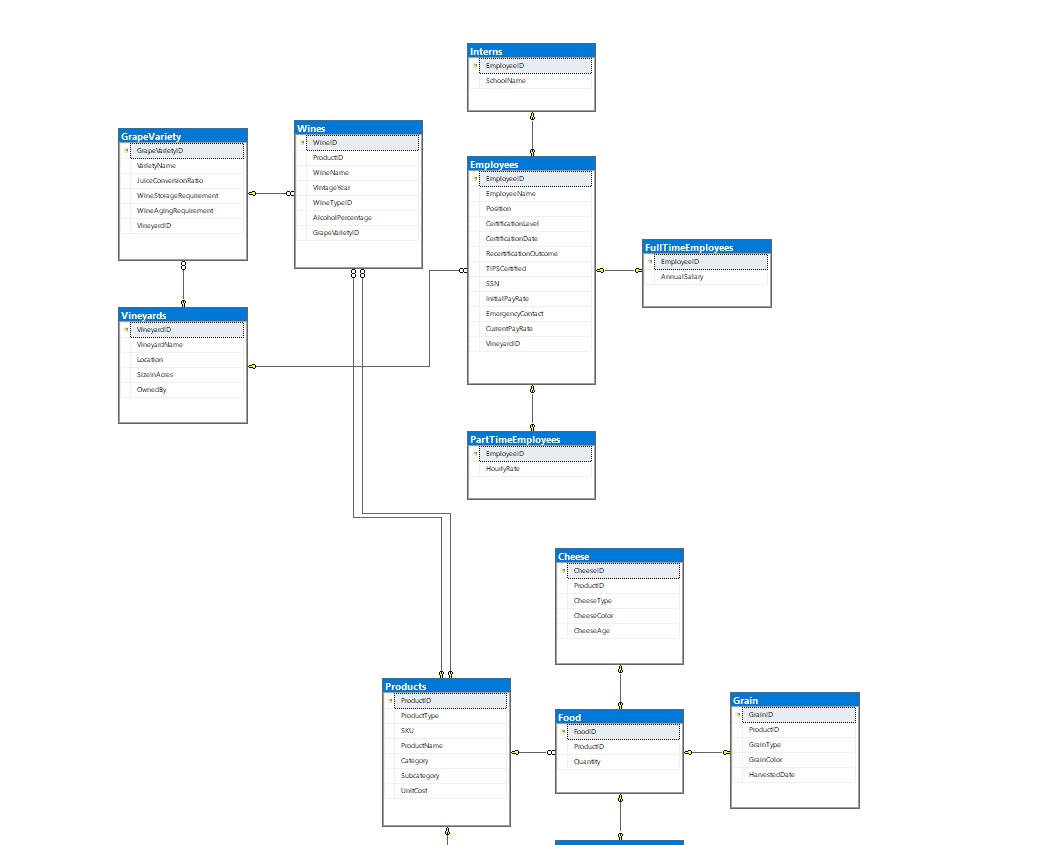 Interns
EmployeeID
SchoolName
GrapeVariety
GrapeVarietyID
VarietyName
JuiceConversionRatio
WineStorageRequirement
WineAgingRequirement
VineyardID
Wines
WineID
ProductID
WineName
VintageYear
WineTypeID
AlcoholPercentage
GrapeVarietyID
Employees
EmployeeID
EmployeeName
Position
CertificationLevel
CertificationDate
RecertificationOutcome
TIPSCertified
SSN
InitialPayRate
EmergencyContact
CurrentPayRate
VineyardID
FullTimeEmployees
EmployeeID
AnnualSalary
Vineyards
VineyardID
VineyardName
Location
SizeInAcres
OwnedBy
PartTimeEmployees
EmployeeID
HourlyRate
Cheese
CheeseID
ProductID
CheeseType
CheeseColor
CheeseAge
Products
ProductID
ProductType
SKU
ProductName
Category
Subcategory
UnitCost
Food
FoodID
ProductID
Quantity
Grain
GrainID
ProductID
GrainType
GrainColor
HarvestedDate